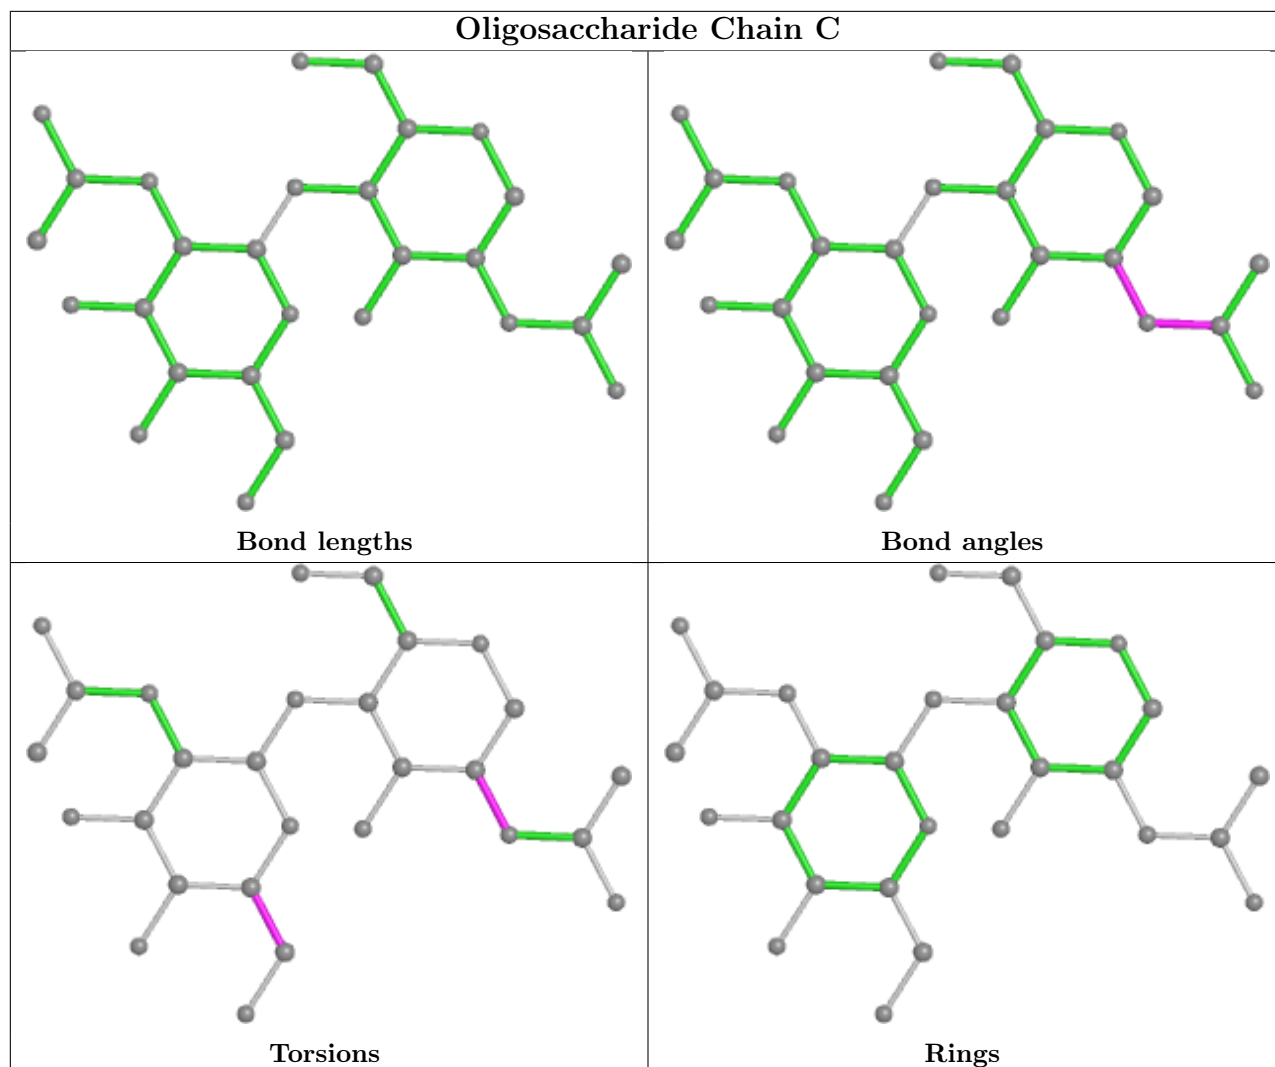 Oligosaccharide Chain C
Bond lengths
Bond angles
Torsions
Rings